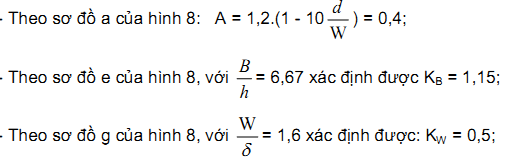 - Theo sơ đồ a của hình 8: A = 1,2.(1 - 10 d/W ) = 0,4;
- Theo sơ đồ e của hình 8, với B/h = 6,67 xác định được K_B = 1,15;
- Theo sơ đồ g của hình 8, với W/δ = 1,6 xác định được: K_W = 0,5;